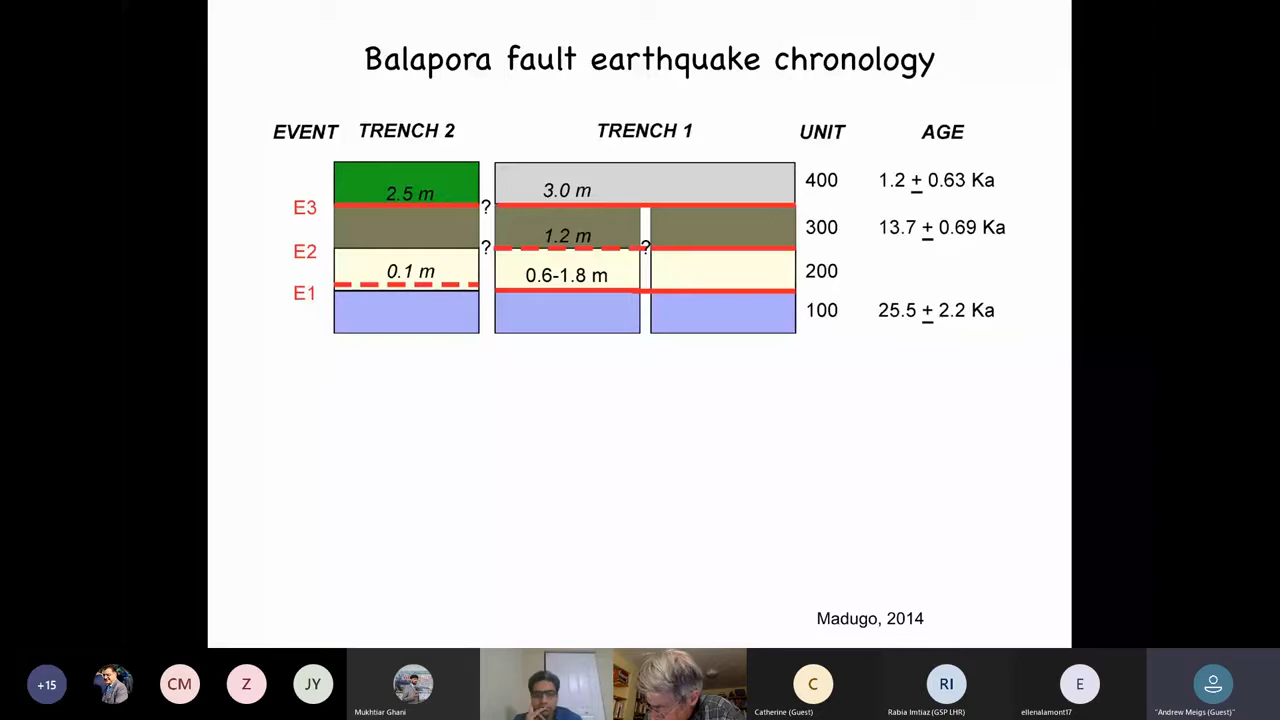 Balapora fault earthquake chronology
EVENT TRENCH 2 TRENCH 1 UNIT AGE
2.5 m 3.0 m 400 1.2 ± 0.63 Ka
E3 ?
1.2 m 300 13.7 ± 0.69 Ka
E2 ? ?
0.1 m 0.6-1.8 m 200
E1
100 25.5 ± 2.2 Ka
Madugo, 2014
+15 CM Z JY C RI E
Mukhtiar Ghani Catherine (Guest) Rabia Imtiaz (GSP LHR) ellenalamont17 "Andrew Meigs (Guest)"